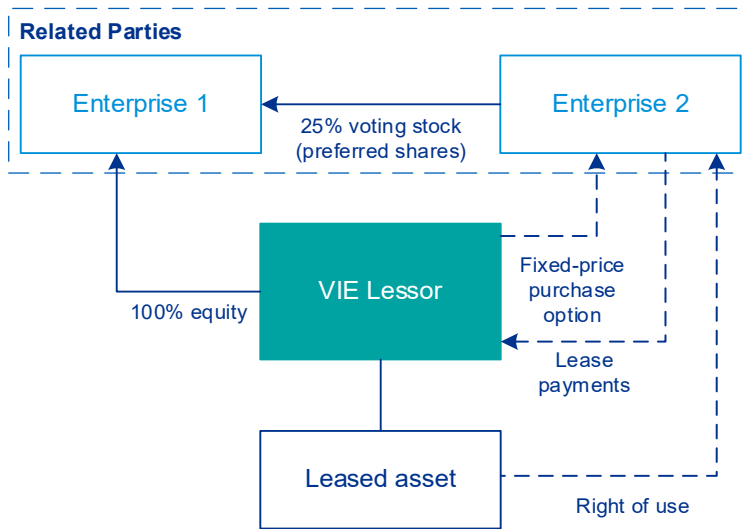 Related Parties
Enterprise 1
Enterprise 2
25% voting stock
(preferred shares)
VIE Lessor
Fixed-price
purchase
option
100% equity
Lease
payments
Leased asset
Right of use